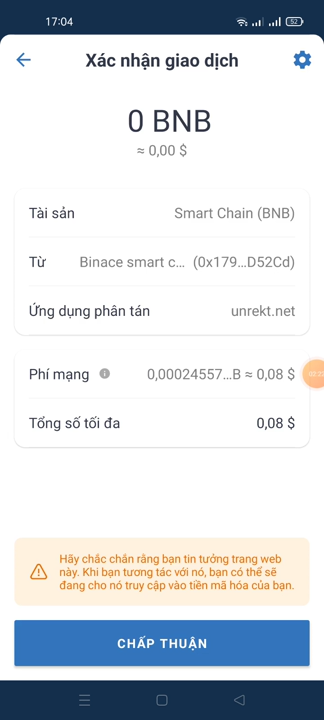 17:04
52
Xác nhận giao dịch
0 BNB
≈ 0,00 $
Tài sản Smart Chain (BNB)
Từ Binace smart c... (0x179...D52Cd)
Ứng dụng phân tán unrekt.net
Phí mạng 0,00024557...B ≈ 0,08 $
Tổng số tối đa 0,08 $
Hãy chắc chắn rằng bạn tin tưởng trang web
này. Khi bạn tương tác với nó, bạn có thể sẽ
đang cho nó truy cập vào tiền mã hóa của bạn.
CHẤP THUẬN